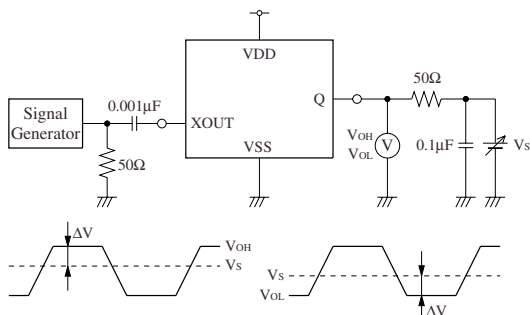 VDD
Signal
Generator
0.001µF
XOUT
50Ω
VSS
Q
VOH
VOL
V
50Ω
0.1µF
VS
ΔV
VOH
VS
VS
VOL
ΔV